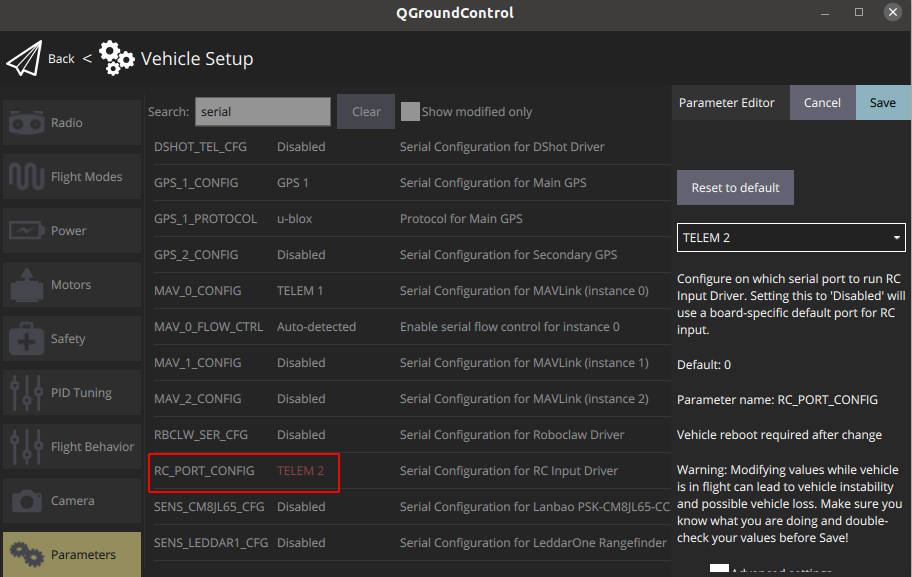 QGroundControl
Back < Vehicle Setup
Search: serial Clear Show modified only
Parameter Editor Cancel Save
Radio
Flight Modes
Power
Motors
Safety
PID Tuning
Flight Behavior
Camera
Parameters
DSHOT_TEL_CFG Disabled Serial Configuration for DShot Driver
GPS_1_CONFIG GPS 1 Serial Configuration for Main GPS
GPS_1_PROTOCOL u-blox Protocol for Main GPS
GPS_2_CONFIG Disabled Serial Configuration for Secondary GPS
MAV_0_CONFIG TELEM 1 Serial Configuration for MAVLink (instance 0)
MAV_0_FLOW_CTRL Auto-detected Enable serial flow control for instance 0
MAV_1_CONFIG Disabled Serial Configuration for MAVLink (instance 1)
MAV_2_CONFIG Disabled Serial Configuration for MAVLink (instance 2)
RBCLW_SER_CFG Disabled Serial Configuration for Roboclaw Driver
RC_PORT_CONFIG TELEM 2 Serial Configuration for RC Input Driver
SENS_CM8JL65_CFG Disabled Serial Configuration for Lanbao PSK-CM8JL65-CC
SENS_LEDDAR1_CFG Disabled Serial Configuration for LeddarOne Rangefinder
Reset to default
TELEM 2
Configure on which serial port to run RC
Input Driver. Setting this to 'Disabled' will
use a board-specific default port for RC
input.
Default: 0
Parameter name: RC_PORT_CONFIG
Vehicle reboot required after change
Warning: Modifying values while vehicle
is in flight can lead to vehicle instability
and possible vehicle loss. Make sure you
know what you are doing and double-
check your values before Save!
Advanced settings